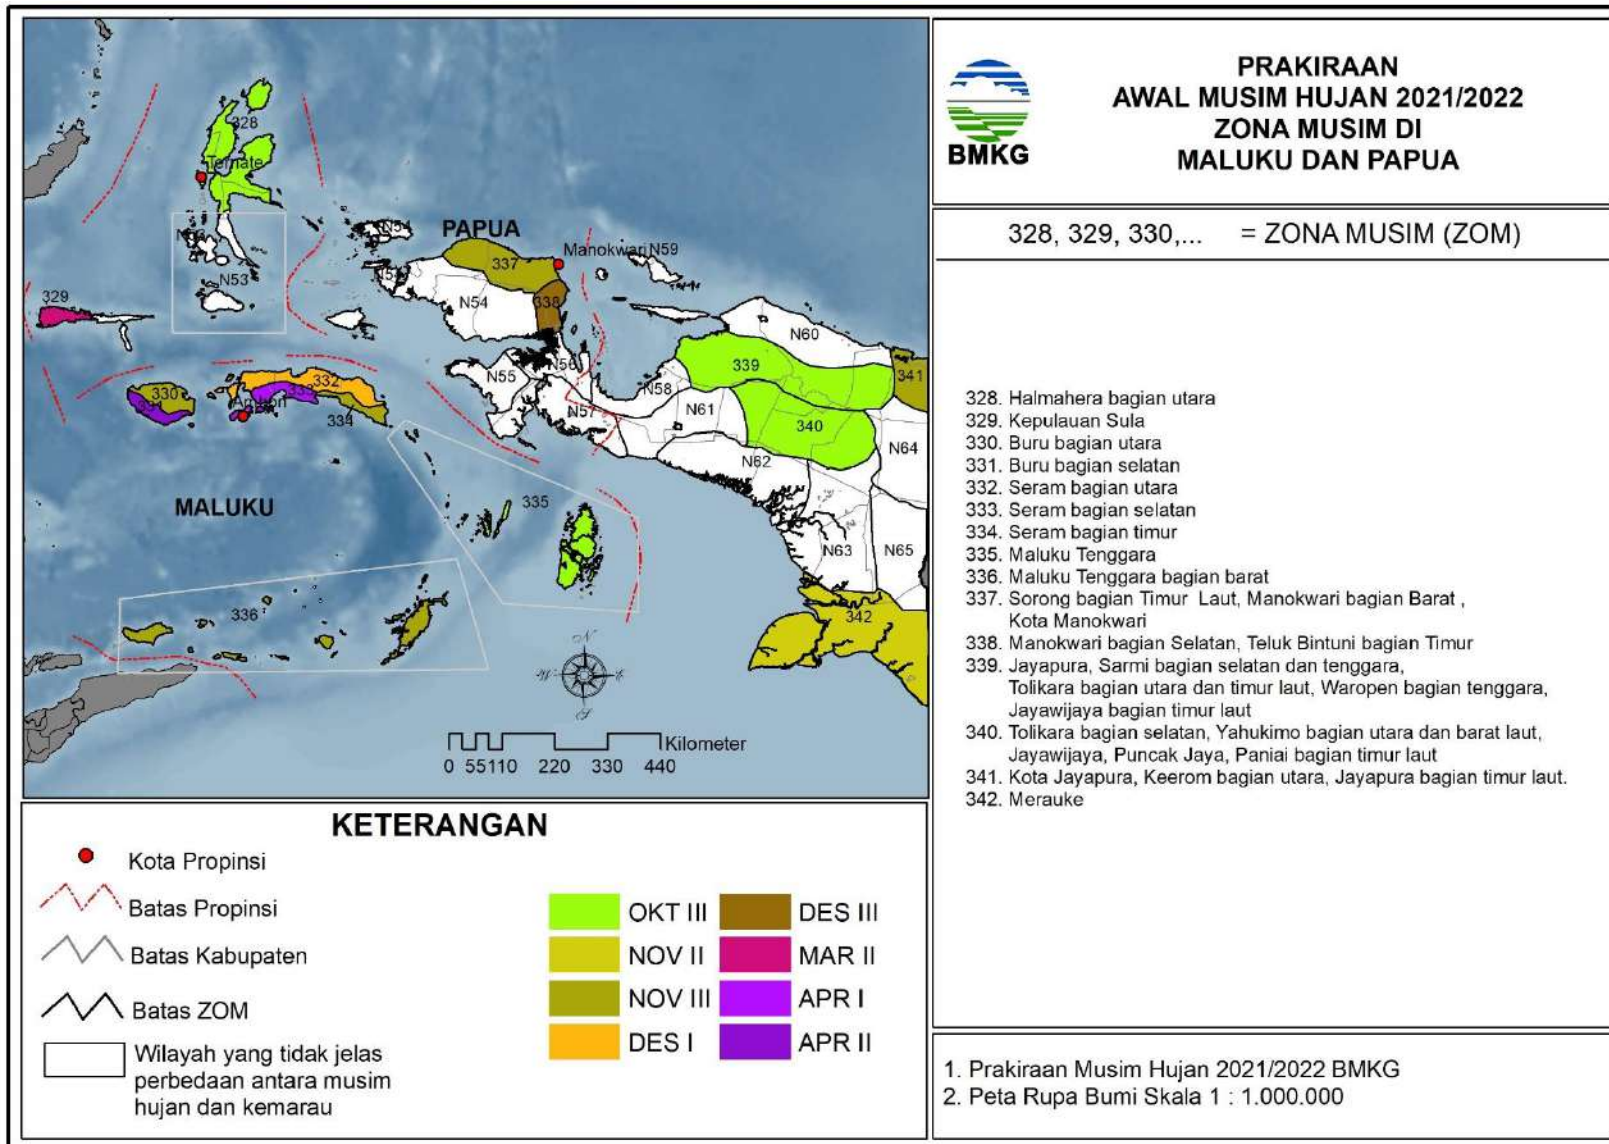 PRAKIRAAN
AWAL MUSIM HUJAN 2021/2022
ZONA MUSIM DI
MALUKU DAN PAPUA
BMKG
328, 329, 330,... = ZONA MUSIM (ZOM)
328. Halmahera bagian utara
329. Kepulauan Sula
330. Buru bagian utara
331. Buru bagian selatan
332. Seram bagian utara
333. Seram bagian selatan
334. Seram bagian timur
335. Maluku Tenggara
336. Maluku Tenggara bagian barat
337. Sorong bagian Timur Laut, Manokwari bagian Barat ,
Kota Manokwari
338. Manokwari bagian Selatan, Teluk Bintuni bagian Timur
339. Jayapura, Sarmi bagian selatan dan tenggara,
Tolikara bagian utara dan timur laut, Waropen bagian tenggara,
Jayawijaya bagian timur laut
340. Tolikara bagian selatan, Yahukimo bagian utara dan barat laut,
Jayawijaya, Puncak Jaya, Paniai bagian timur laut
341. Kota Jayapura, Keerom bagian utara, Jayapura bagian timur laut.
342. Merauke
1. Prakiraan Musim Hujan 2021/2022 BMKG
2. Peta Rupa Bumi Skala 1 : 1.000.000
328
Ternate
PAPUA
N54
Manokwari
N59
337
N53
329
N54
338
N60
339
341
332
333
330
331
Ambon
334
N55
N56
N58
N57
N61
340
N64
N62
MALUKU
335
N63
N65
336
342
N
W
E
S
Kilometer
0 55 110 220 330 440
KETERANGAN
Kota Propinsi
Batas Propinsi
Batas Kabupaten
Batas ZOM
Wilayah yang tidak jelas
perbedaan antara musim
hujan dan kemarau
OKT III
NOV II
NOV III
DES I
DES III
MAR II
APR I
APR II